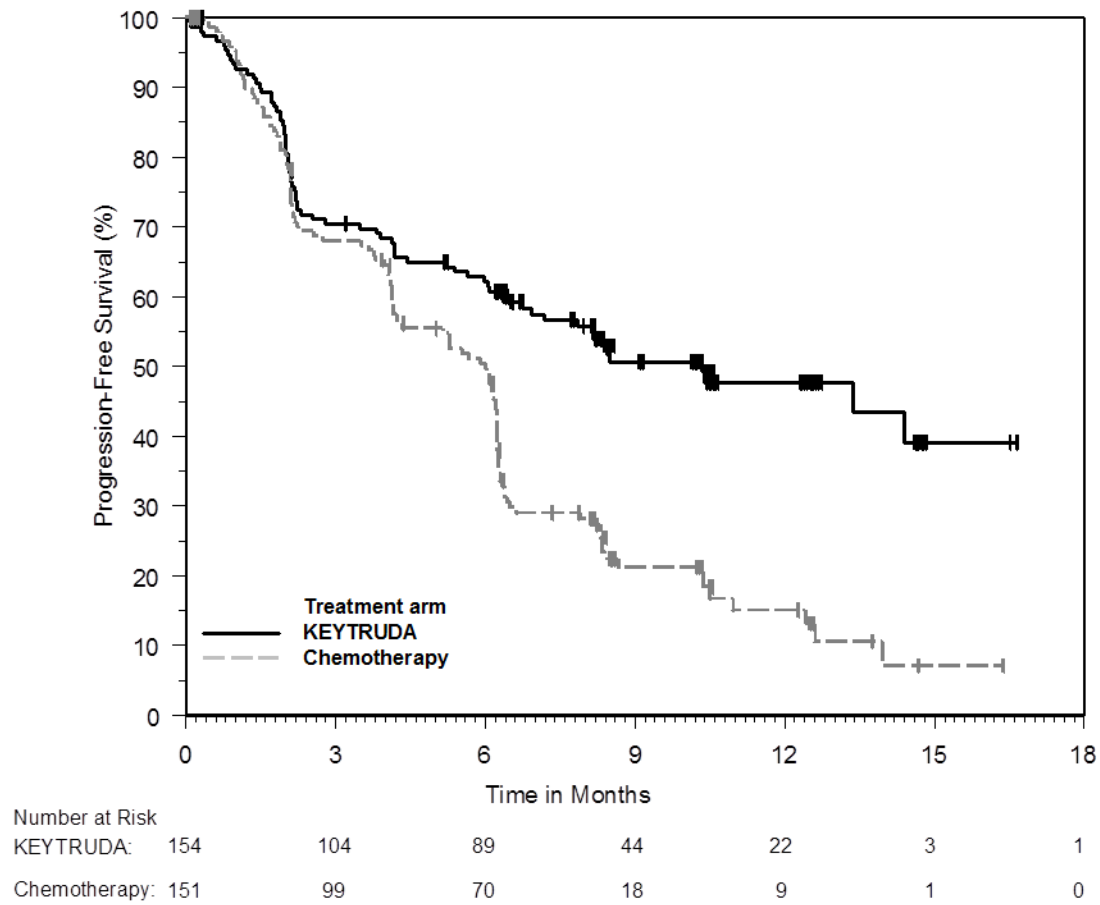 Progression-Free Survival (%)
100
90
80
70
60
50
40
30
20
10
0
Treatment arm
KEYTRUDA
Chemotherapy
0 3 6 9 12 15 18
Time in Months
Number at Risk
KEYTRUDA: 154 104 89 44 22 3 1
Chemotherapy: 151 99 70 18 9 1 0